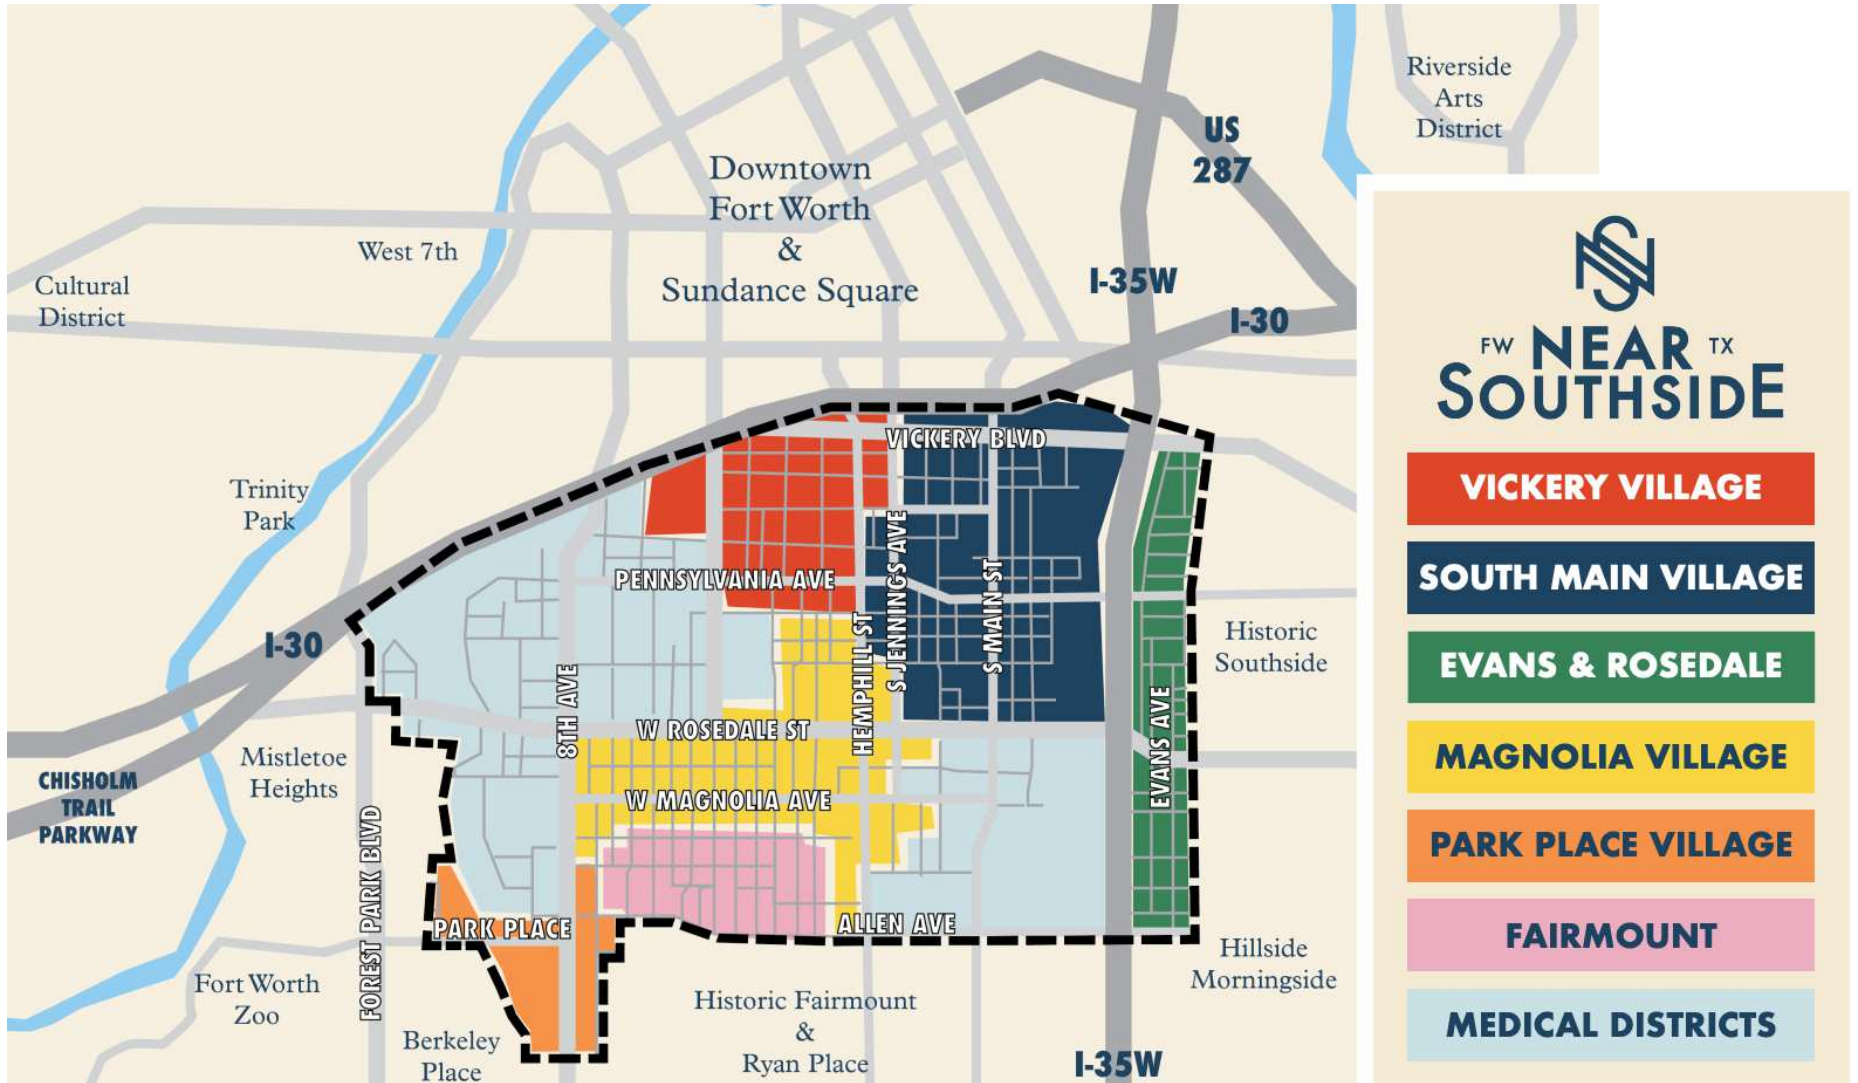 Riverside
Arts
District
US
287
Downtown
Fort Worth
&
Sundance Square
West 7th
Cultural
District
I-35W
I-30
VICKERY BLVD
Trinity
Park
PENNSYLVANIA AVE
S JENNINGS AVE
S MAIN ST
HEMPHILL ST
I-30
Historic
Southside
8TH AVE
W ROSEDALE ST
EVANS AVE
Mistletoe
Heights
CHISHOLM
TRAIL
PARKWAY
W MAGNOLIA AVE
FOREST PARK BLVD
PARK PLACE
ALLEN AVE
Hillside
Morningside
Fort Worth
Zoo
Historic Fairmount
&
Ryan Place
Berkeley
Place
I-35W
NS
FW NEAR TX
SOUTHSIDE
VICKERY VILLAGE
SOUTH MAIN VILLAGE
EVANS & ROSEDALE
MAGNOLIA VILLAGE
PARK PLACE VILLAGE
FAIRMOUNT
MEDICAL DISTRICTS